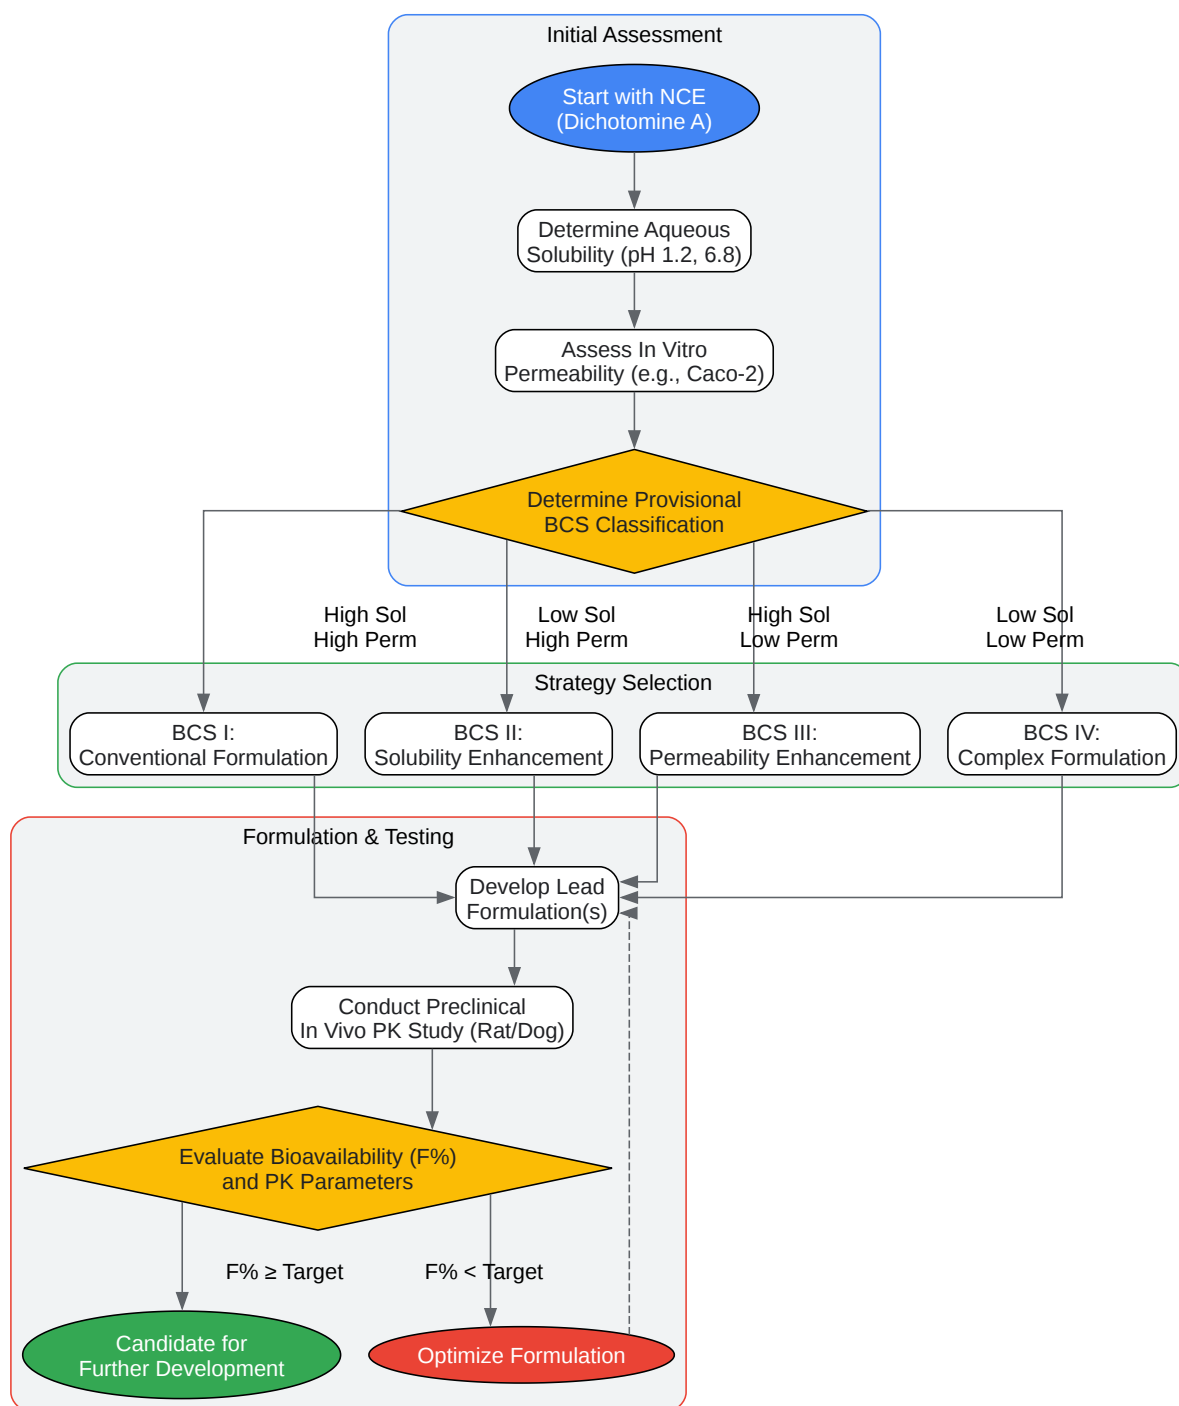 Initial Assessment
Start with NCE
(Dichotomine A)
Determine Aqueous
Solubility (pH 1.2, 6.8)
Assess In Vitro
Permeability (e.g., Caco-2)
Determine Provisional
BCS Classification
High Sol
High Perm
Low Sol
High Perm
High Sol
Low Perm
Low Sol
Low Perm
Strategy Selection
BCS I:
Conventional Formulation
BCS II:
Solubility Enhancement
BCS III:
Permeability Enhancement
BCS IV:
Complex Formulation
Formulation & Testing
Develop Lead
Formulation(s)
Conduct Preclinical
In Vivo PK Study (Rat/Dog)
Evaluate Bioavailability (F%)
and PK Parameters
F% ≥ Target
F% < Target
Candidate for
Further Development
Optimize Formulation